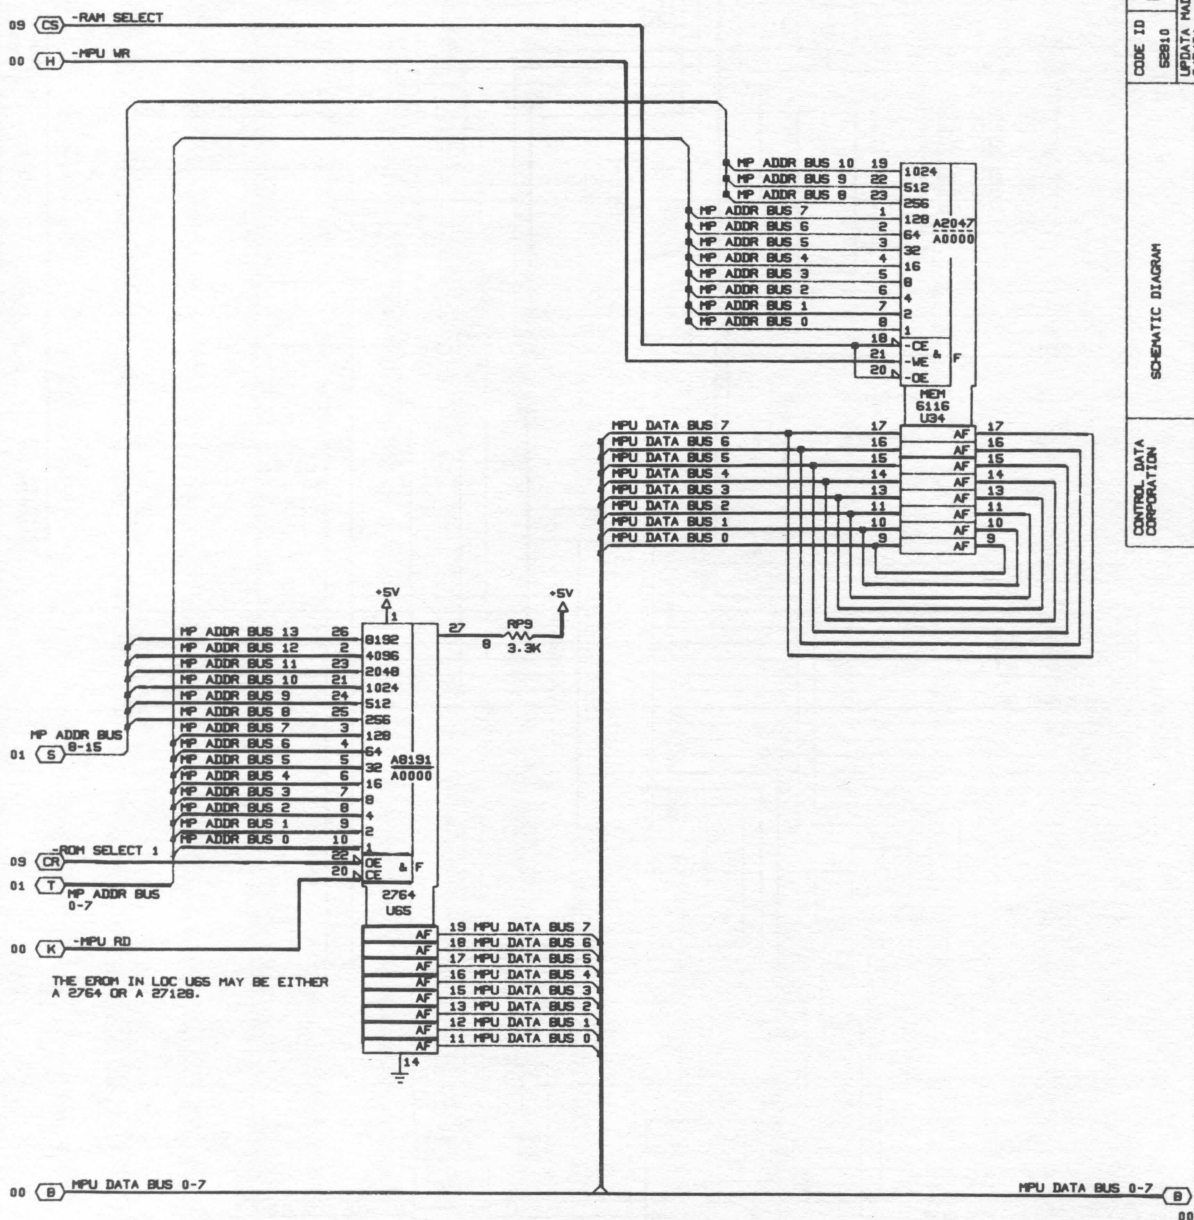 09 CS -RAM SELECT
00 H -MPU WR
MP ADDR BUS 10 19 1024
MP ADDR BUS 9 22 512
MP ADDR BUS 8 23 256
MP ADDR BUS 7 1 128
MP ADDR BUS 6 2 64
MP ADDR BUS 5 3 32
MP ADDR BUS 4 4 16
MP ADDR BUS 3 5 8
MP ADDR BUS 2 6 4
MP ADDR BUS 1 7 2
MP ADDR BUS 0 8 1
A2047
A0000
18 -CE
21 -WE & F
20 -OE
MEM
6116
U34
MPU DATA BUS 7 17 AF 17
MPU DATA BUS 6 16 AF 16
MPU DATA BUS 5 15 AF 15
MPU DATA BUS 4 14 AF 14
MPU DATA BUS 3 13 AF 13
MPU DATA BUS 2 11 AF 11
MPU DATA BUS 1 10 AF 10
MPU DATA BUS 0 9 AF 9
+5V
1
27
8
RP9
3.3K
+5V
MP ADDR BUS 13 26 8192
MP ADDR BUS 12 2 4096
MP ADDR BUS 11 23 2048
MP ADDR BUS 10 21 1024
MP ADDR BUS 9 24 512
MP ADDR BUS 8 25 256
MP ADDR BUS 7 3 128
MP ADDR BUS 6 4 64
MP ADDR BUS 5 5 32
MP ADDR BUS 4 6 16
MP ADDR BUS 3 7 8
MP ADDR BUS 2 8 4
MP ADDR BUS 1 9 2
MP ADDR BUS 0 10 1
A8191
A0000
MP ADDR BUS
01 S 8-15
09 CR -ROM SELECT 1
22 OE & F
20 CE
01 T MP ADDR BUS
0-7
2764
U65
00 K -MPU RD
THE EROM IN LOC U65 MAY BE EITHER
A 2764 OR A 27128.
AF 19 MPU DATA BUS 7
AF 18 MPU DATA BUS 6
AF 17 MPU DATA BUS 5
AF 16 MPU DATA BUS 4
AF 15 MPU DATA BUS 3
AF 13 MPU DATA BUS 2
AF 12 MPU DATA BUS 1
AF 11 MPU DATA BUS 0
14
00 B MPU DATA BUS 0-7
MPU DATA BUS 0-7 B
00
CODE ID
52810
SCHEMATIC DIAGRAM
CONTROL DATA
CORPORATION